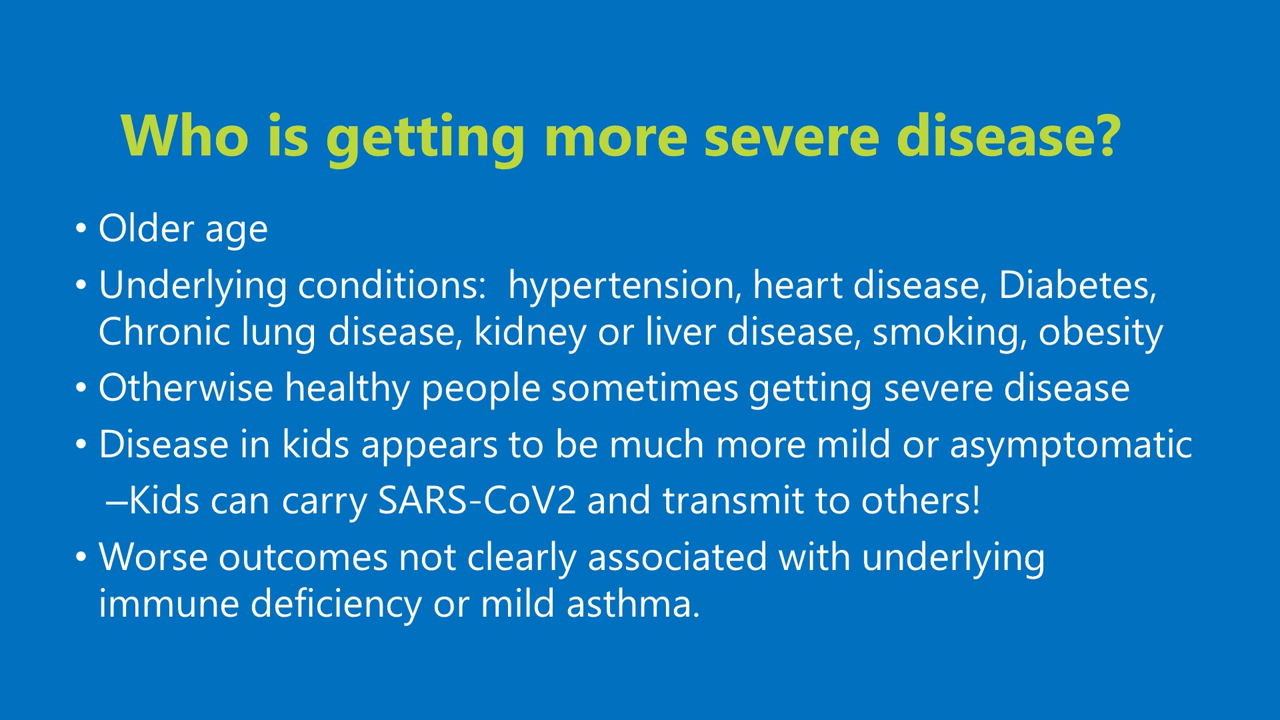 Who is getting more severe disease?
• Older age
• Underlying conditions:  hypertension, heart disease, Diabetes,
Chronic lung disease, kidney or liver disease, smoking, obesity
• Otherwise healthy people sometimes getting severe disease
• Disease in kids appears to be much more mild or asymptomatic
–Kids can carry SARS-CoV2 and transmit to others!
• Worse outcomes not clearly associated with underlying
immune deficiency or mild asthma.